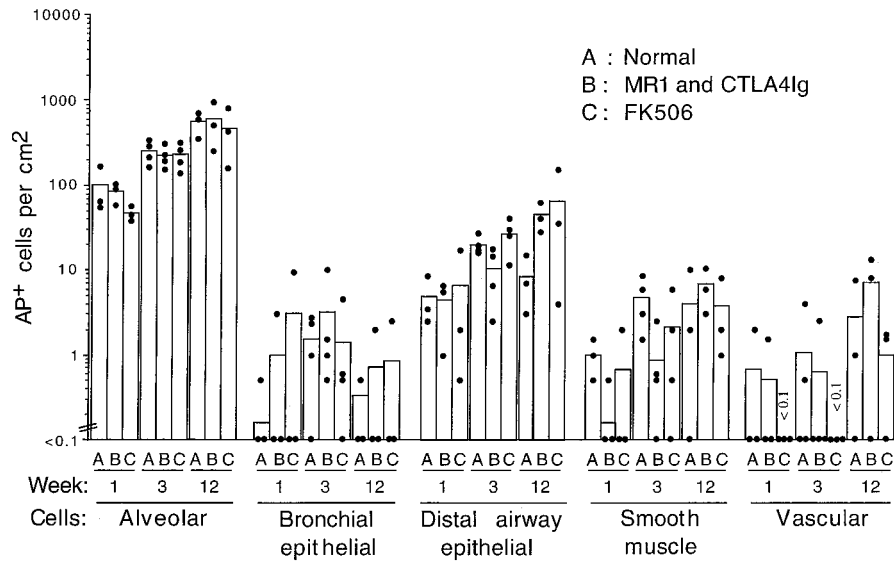 10000
1000
100
10
1
<0.1
AP+ cells per cm2
A : Normal
B : MR1 and CTLA4Ig
C : FK506
<0.1
<0.1
A B C A B C A B C A B C A B C A B C A B C A B C A B C A B C A B C A B C A B C A B C A B C
Week: 1 3 12 1 3 12 1 3 12 1 3 12 1 3 12
Cells: Alveolar Bronchial epithelial Distal airway epithelial Smooth muscle Vascular